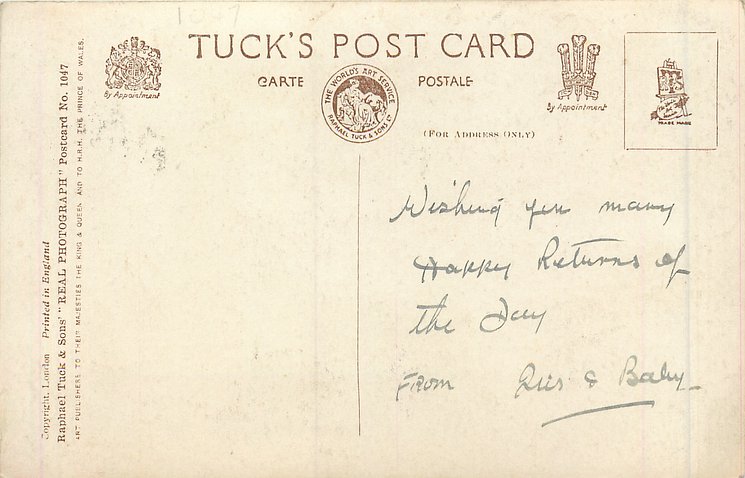 TUCK'S POST CARD
CARTE POSTALE
(FOR ADDRESS ONLY)
By Appointment
THE WORLD'S ART SERVICE
RAPHAEL TUCK & SONS LTD
By Appointment
TRADE MARK
Copyright, London Printed in England
Raphael Tuck & Sons' "REAL PHOTOGRAPH" Postcard No. 1047
ART PUBLISHERS TO THEIR MAJESTIES THE KING & QUEEN AND TO H.R.H. THE PRINCE OF WALES.
Wishing you many
Happy Returns of
the Day
From & Baby